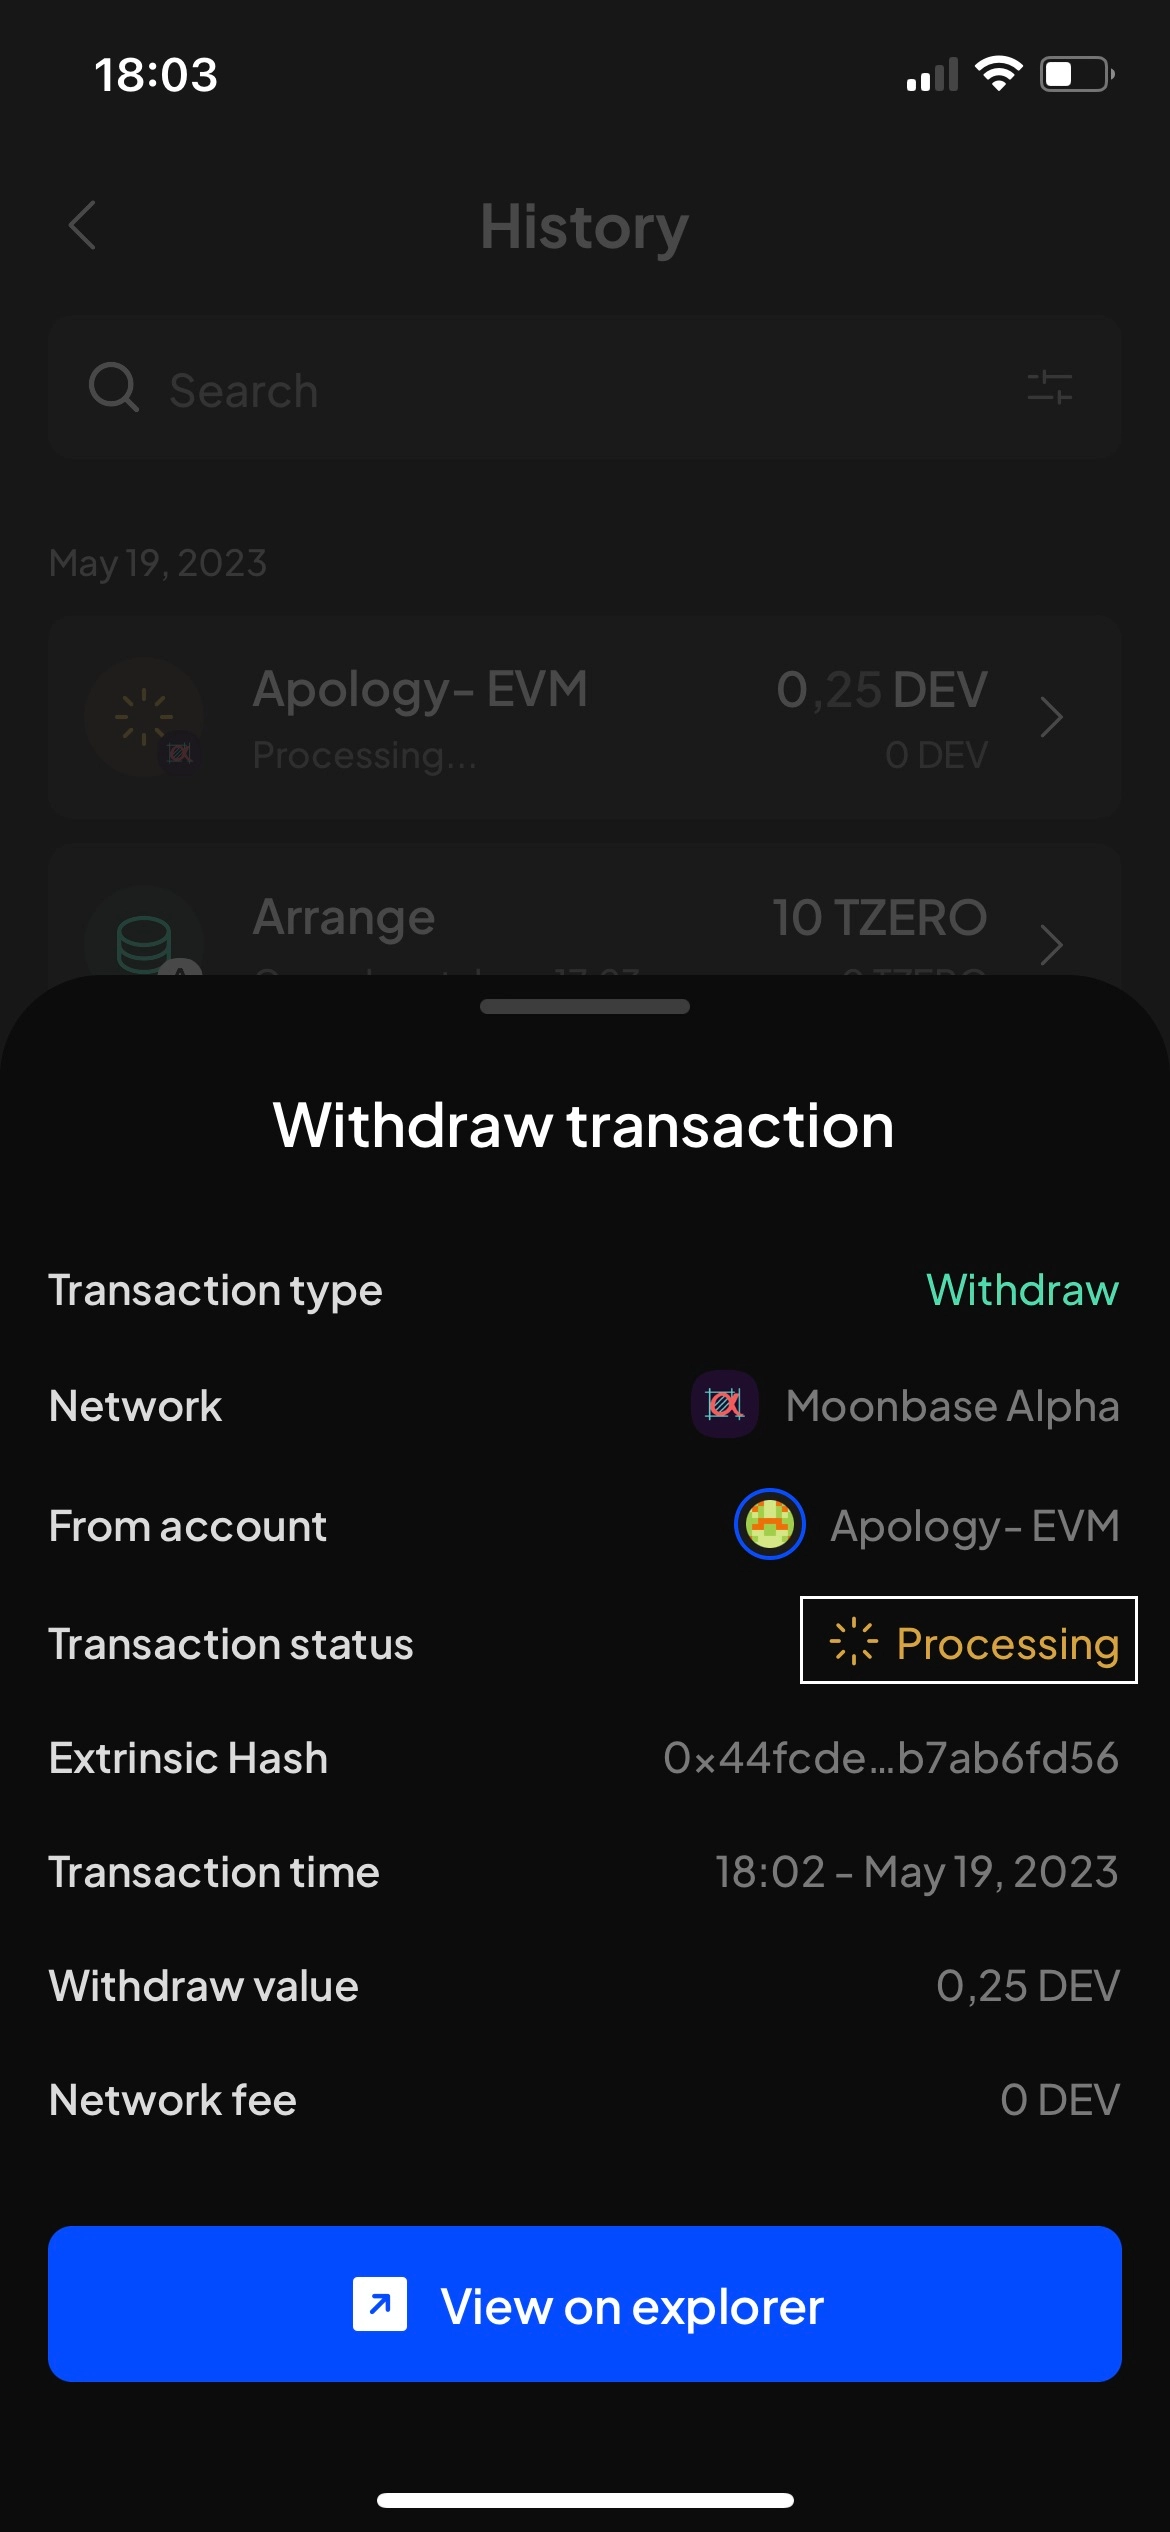 18:03
History
Search
May 19, 2023
Apology- EVM 0,25 DEV
Processing... 0 DEV
Arrange 10 TZERO
Withdraw transaction
Transaction type Withdraw
Network Moonbase Alpha
From account Apology- EVM
Transaction status Processing
Extrinsic Hash 0x44fcde...b7ab6fd56
Transaction time 18:02 - May 19, 2023
Withdraw value 0,25 DEV
Network fee 0 DEV
View on explorer